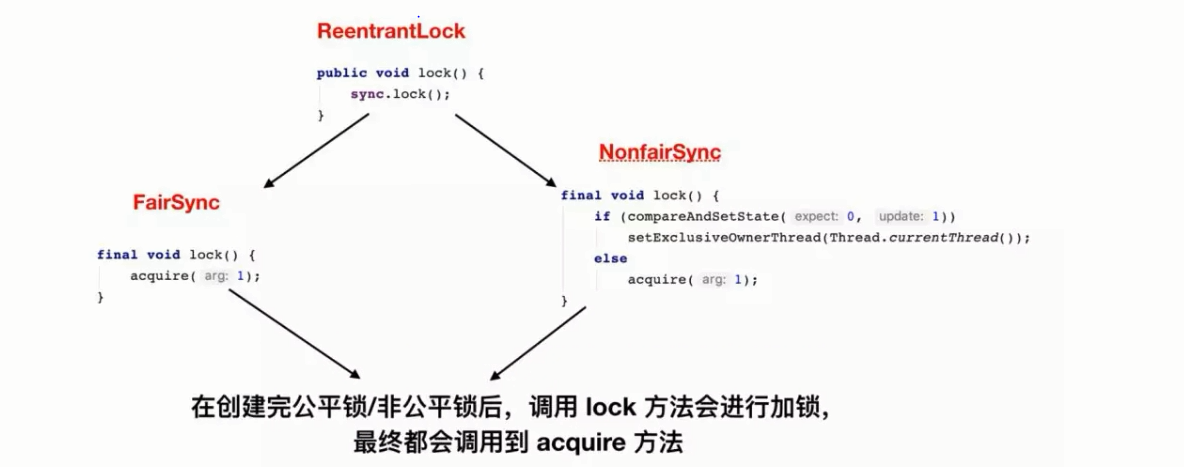 ReentrantLock
public void lock() {
sync.lock();
}
FairSync
final void lock() {
acquire( arg: 1);
}
NonfairSync
final void lock() {
if (compareAndSetState( expect: 0, update: 1))
setExclusiveOwnerThread(Thread.currentThread());
else
acquire( arg: 1);
}
在创建完公平锁/非公平锁后，调用 lock 方法会进行加锁，
最终都会调用到 acquire 方法